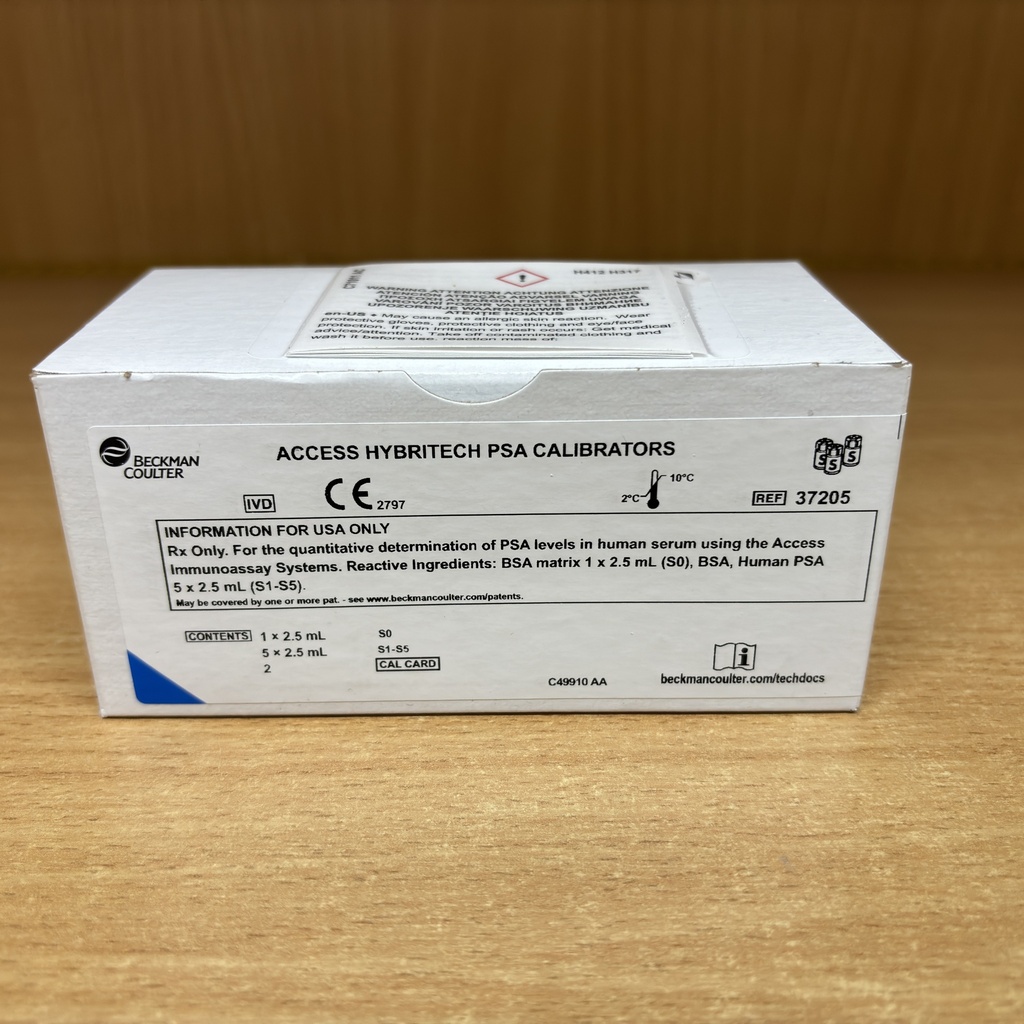 H412 H317
WARNING ATTENTION ACHTUNG ATTENZIONE
UPOZORNJENJE WAARSCHUWING
ATENȚIE HOIATUS
en-US • May cause an allergic skin reaction. Wear
protective gloves, protective clothing and eye/face
protection. If skin irritation or rash occurs: Get medical
advice/attention. Take off contaminated clothing and
wash it before use. reaction mass of:
BECKMAN
COULTER
ACCESS HYBRITECH PSA CALIBRATORS
S S S
IVD CE 2797 2°C 10°C REF 37205
INFORMATION FOR USA ONLY
Rx Only. For the quantitative determination of PSA levels in human serum using the Access
Immunoassay Systems. Reactive Ingredients: BSA matrix 1 x 2.5 mL (S0), BSA, Human PSA
5 x 2.5 mL (S1-S5).
May be covered by one or more pat. - see www.beckmancoulter.com/patents.
CONTENTS 1 x 2.5 mL S0
5 x 2.5 mL S1-S5
2 CAL CARD
C49910 AA
i
beckmancoulter.com/techdocs